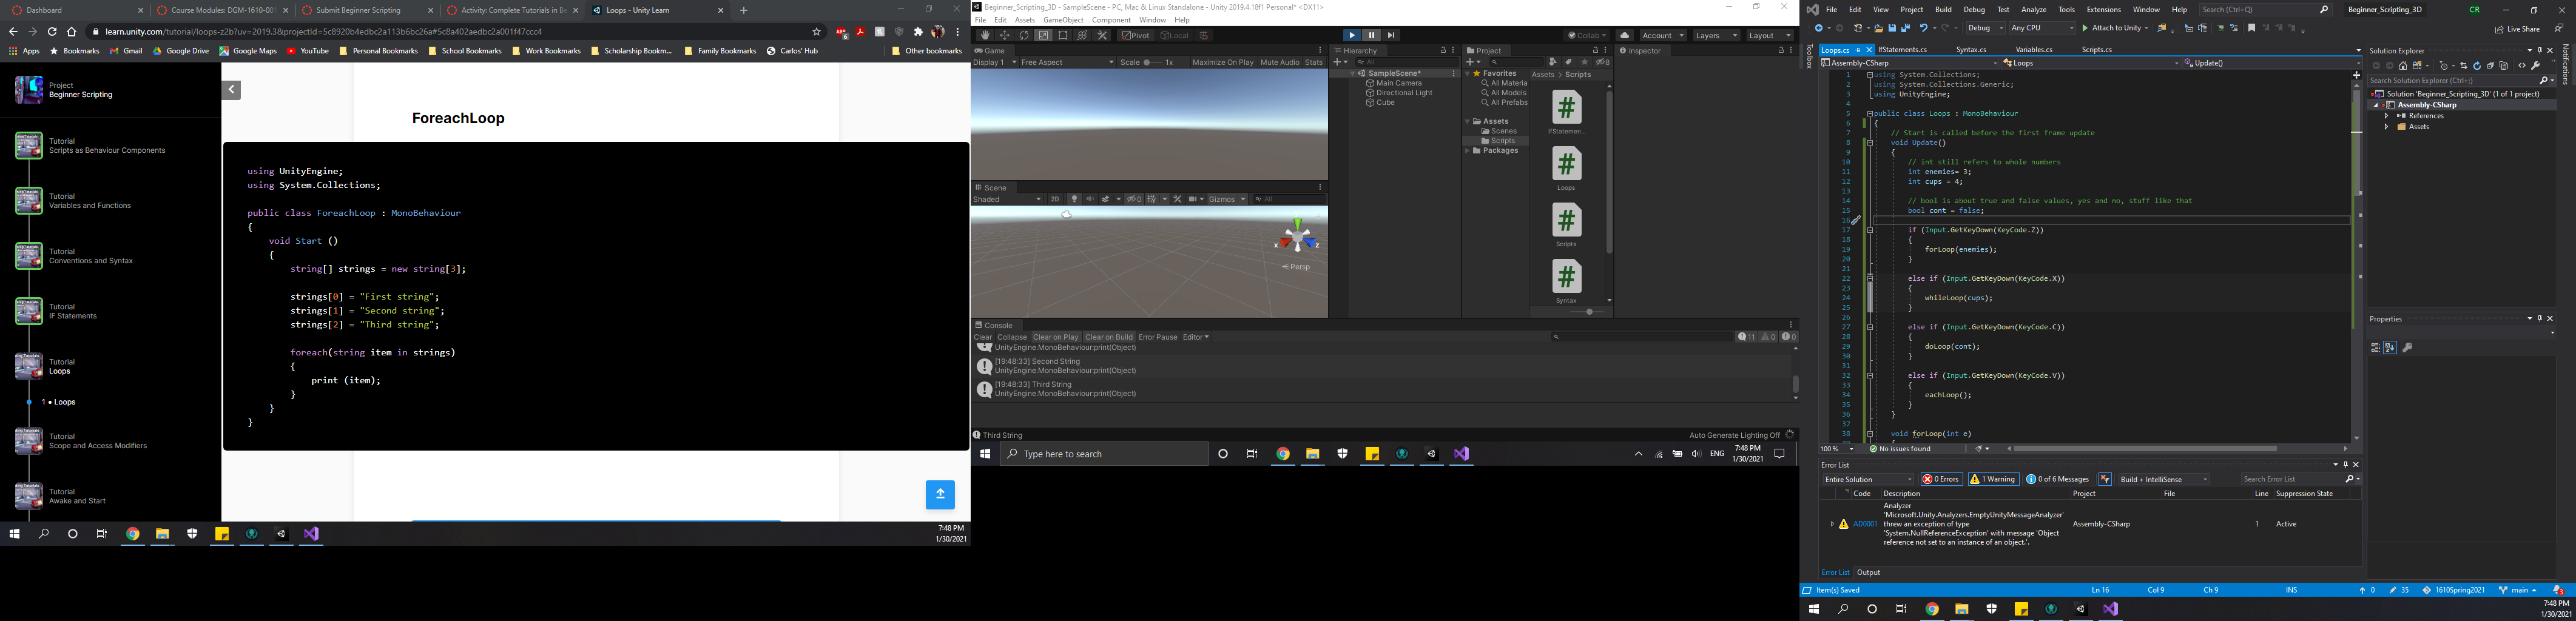 Dashboard
Course Modules: DGM-1610-001
Submit Beginner Scripting
Activity: Complete Tutorials in Be
Loops - Unity Learn
learn.unity.com/tutorial/loops-z2b?uv=2019.3&projectId=5c8920b4edbc2a113b6bc26a#5c8a402aedbc2a001f47ccc4
Apps
Bookmarks
Gmail
Google Drive
Google Maps
YouTube
Personal Bookmarks
School Bookmarks
Work Bookmarks
Scholarship Bookm...
Family Bookmarks
Carlos' Hub
Other bookmarks
Project
Beginner Scripting
Tutorial
Scripts as Behaviour Components
Tutorial
Variables and Functions
Tutorial
Conventions and Syntax
Tutorial
IF Statements
Tutorial
Loops
1 • Loops
Tutorial
Scope and Access Modifiers
Tutorial
Awake and Start
ForeachLoop
using UnityEngine;
using System.Collections;
public class ForeachLoop : MonoBehaviour
{
void Start ()
{
string[] strings = new string[3];
strings[0] = "First string";
strings[1] = "Second string";
strings[2] = "Third string";
foreach(string item in strings)
{
print (item);
}
}
}
7:48 PM
1/30/2021
Beginner_Scripting_3D - SampleScene - PC, Mac & Linux Standalone - Unity 2019.4.18f1 Personal* <DX11>
File Edit Assets GameObject Component Window Help
Pivot Local
Collab Account Layers Layout
Game
Display 1 Free Aspect Scale 1x Maximize On Play Mute Audio Stats
Scene
Shaded 2D 0 Gizmos All
x z
Persp
Hierarchy
All
SampleScene*
Main Camera
Directional Light
Cube
Project
8
Favorites
All Materia
All Models
All Prefabs
Assets
Scenes
Scripts
Packages
Assets > Scripts
IfStatemen...
Loops
Scripts
Syntax
Inspector
Console
Clear Collapse Clear on Play Clear on Build Error Pause Editor
11 0 0
UnityEngine.MonoBehaviour:print(Object)
[19:48:33] Second String
UnityEngine.MonoBehaviour:print(Object)
[19:48:33] Third String
UnityEngine.MonoBehaviour:print(Object)
Third String
Auto Generate Lighting Off
Type here to search
ENG
7:48 PM
1/30/2021
File Edit View Project Build Debug Test Analyze Tools Extensions Window Help Search (Ctrl+Q) Beginner_Scripting_3D CR
Debug Any CPU Attach to Unity Live Share
Toolbox
Notifications
Loops.cs IfStatements.cs Syntax.cs Variables.cs Scripts.cs
Assembly-CSharp Loops Update()
1 using System.Collections;
2 using System.Collections.Generic;
3 using UnityEngine;
4
5 public class Loops : MonoBehaviour
6 {
7 // Start is called before the first frame update
8 void Update()
9 {
10 // int still refers to whole numbers
11 int enemies= 3;
12 int cups = 4;
13
14 // bool is about true and false values, yes and no, stuff like that
15 bool cont = false;
16
17 if (Input.GetKeyDown(KeyCode.Z))
18 {
19 forLoop(enemies);
20 }
21
22 else if (Input.GetKeyDown(KeyCode.X))
23 {
24 whileLoop(cups);
25 }
26
27 else if (Input.GetKeyDown(KeyCode.C))
28 {
29 doLoop(cont);
30 }
31
32 else if (Input.GetKeyDown(KeyCode.V))
33 {
34 eachLoop();
35 }
36 }
37
38 void forLoop(int e)
100 % No issues found
Error List
Entire Solution 0 Errors 1 Warning 0 of 6 Messages Build + IntelliSense Search Error List
Code Description Project File Line Suppression State
AD0001 Analyzer
'Microsoft.Unity.Analyzers.EmptyUnityMessageAnalyzer'
threw an exception of type
'System.NullReferenceException' with message 'Object
reference not set to an instance of an object.'.
Assembly-CSharp 1 Active
Error List Output
Solution Explorer
Search Solution Explorer (Ctrl+;)
Solution 'Beginner_Scripting_3D' (1 of 1 project)
Assembly-CSharp
References
Assets
Properties
Item(s) Saved Ln 16 Col 9 Ch 9 INS 0 35 1610Spring2021 main 3
7:48 PM
1/30/2021